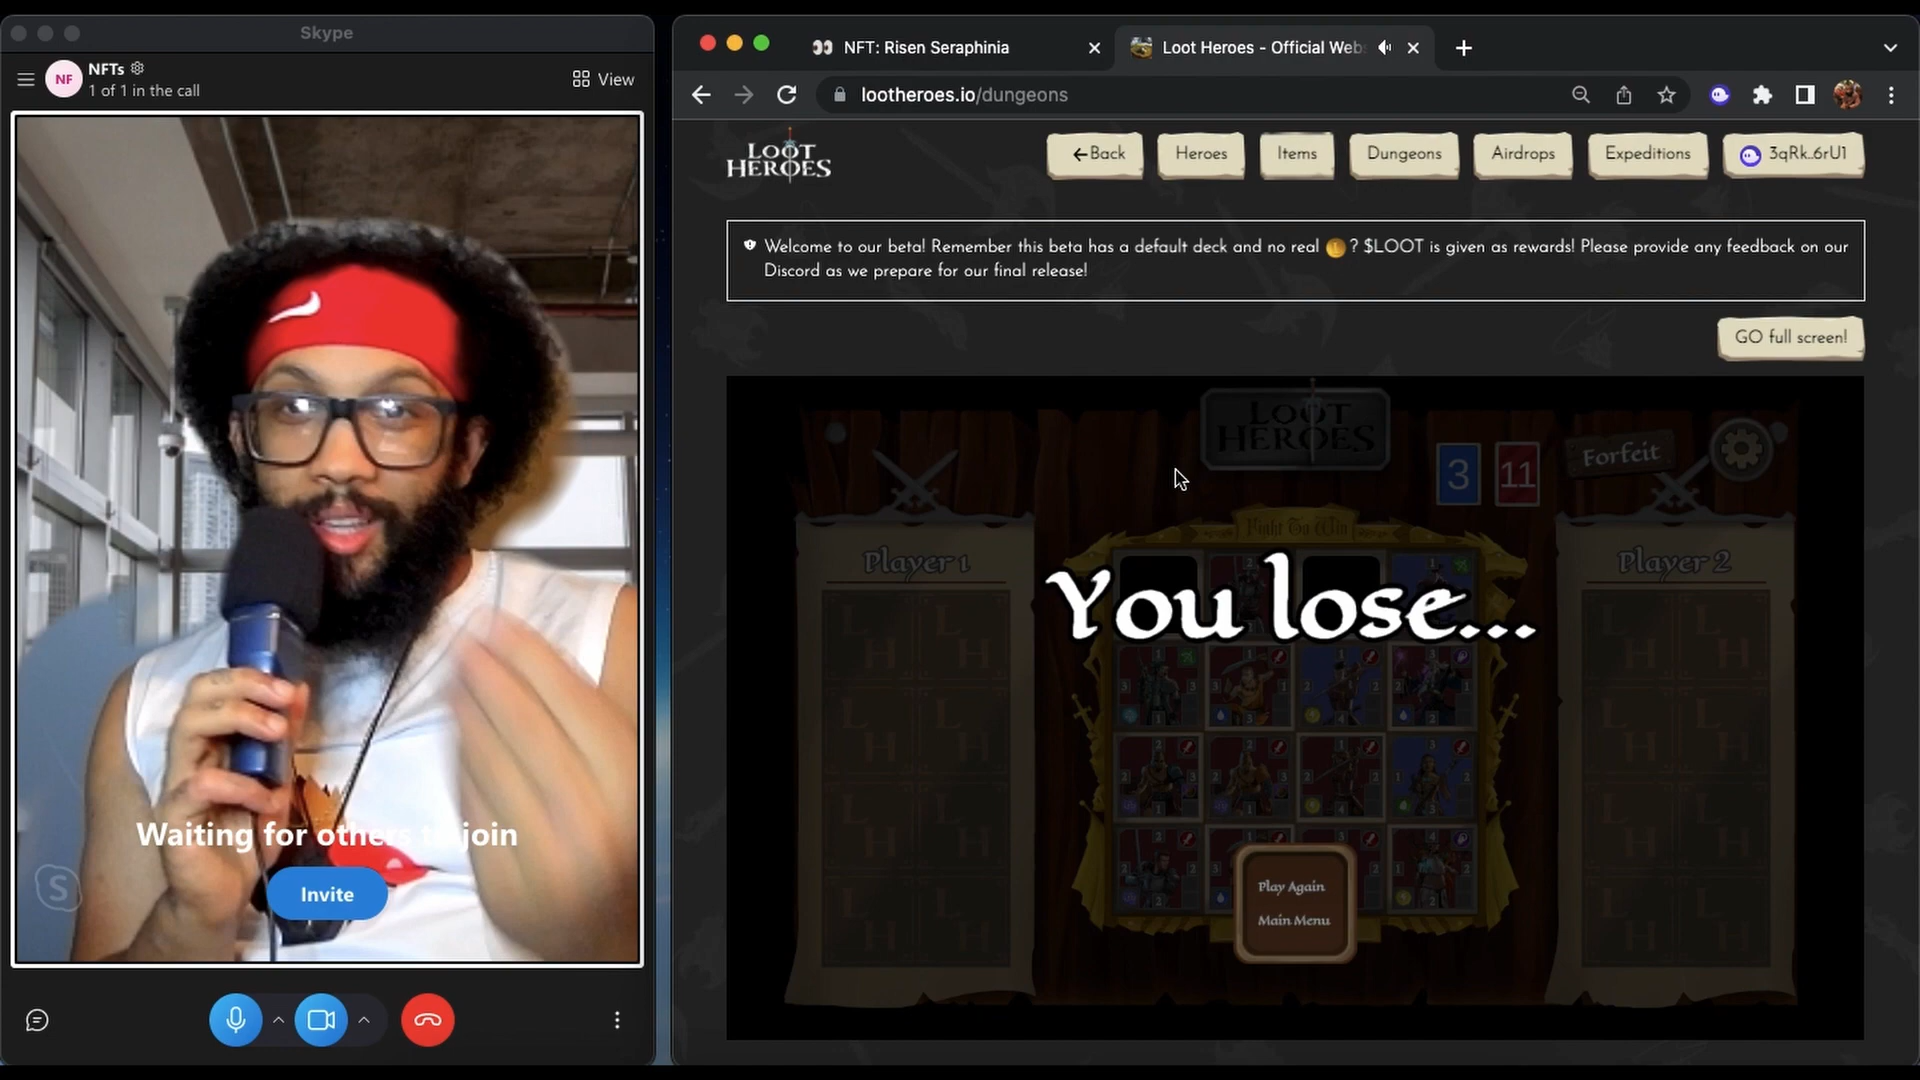 Skype
NF
NFTs
1 of 1 in the call
View
Waiting for others to join
Invite
NFT: Risen Seraphinia
Loot Heroes - Official Web
lootheroes.io/dungeons
LOOT
HEROES
Back
Heroes
Items
Dungeons
Airdrops
Expeditions
3qRk..6rU1
Welcome to our beta! Remember this beta has a default deck and no real ? $LOOT is given as rewards! Please provide any feedback on our
Discord as we prepare for our final release!
GO full screen!
LOOT
HEROES
3
11
Forfeit
Fight To Win
Player 1
Player 2
You lose...
Play Again
Main Menu